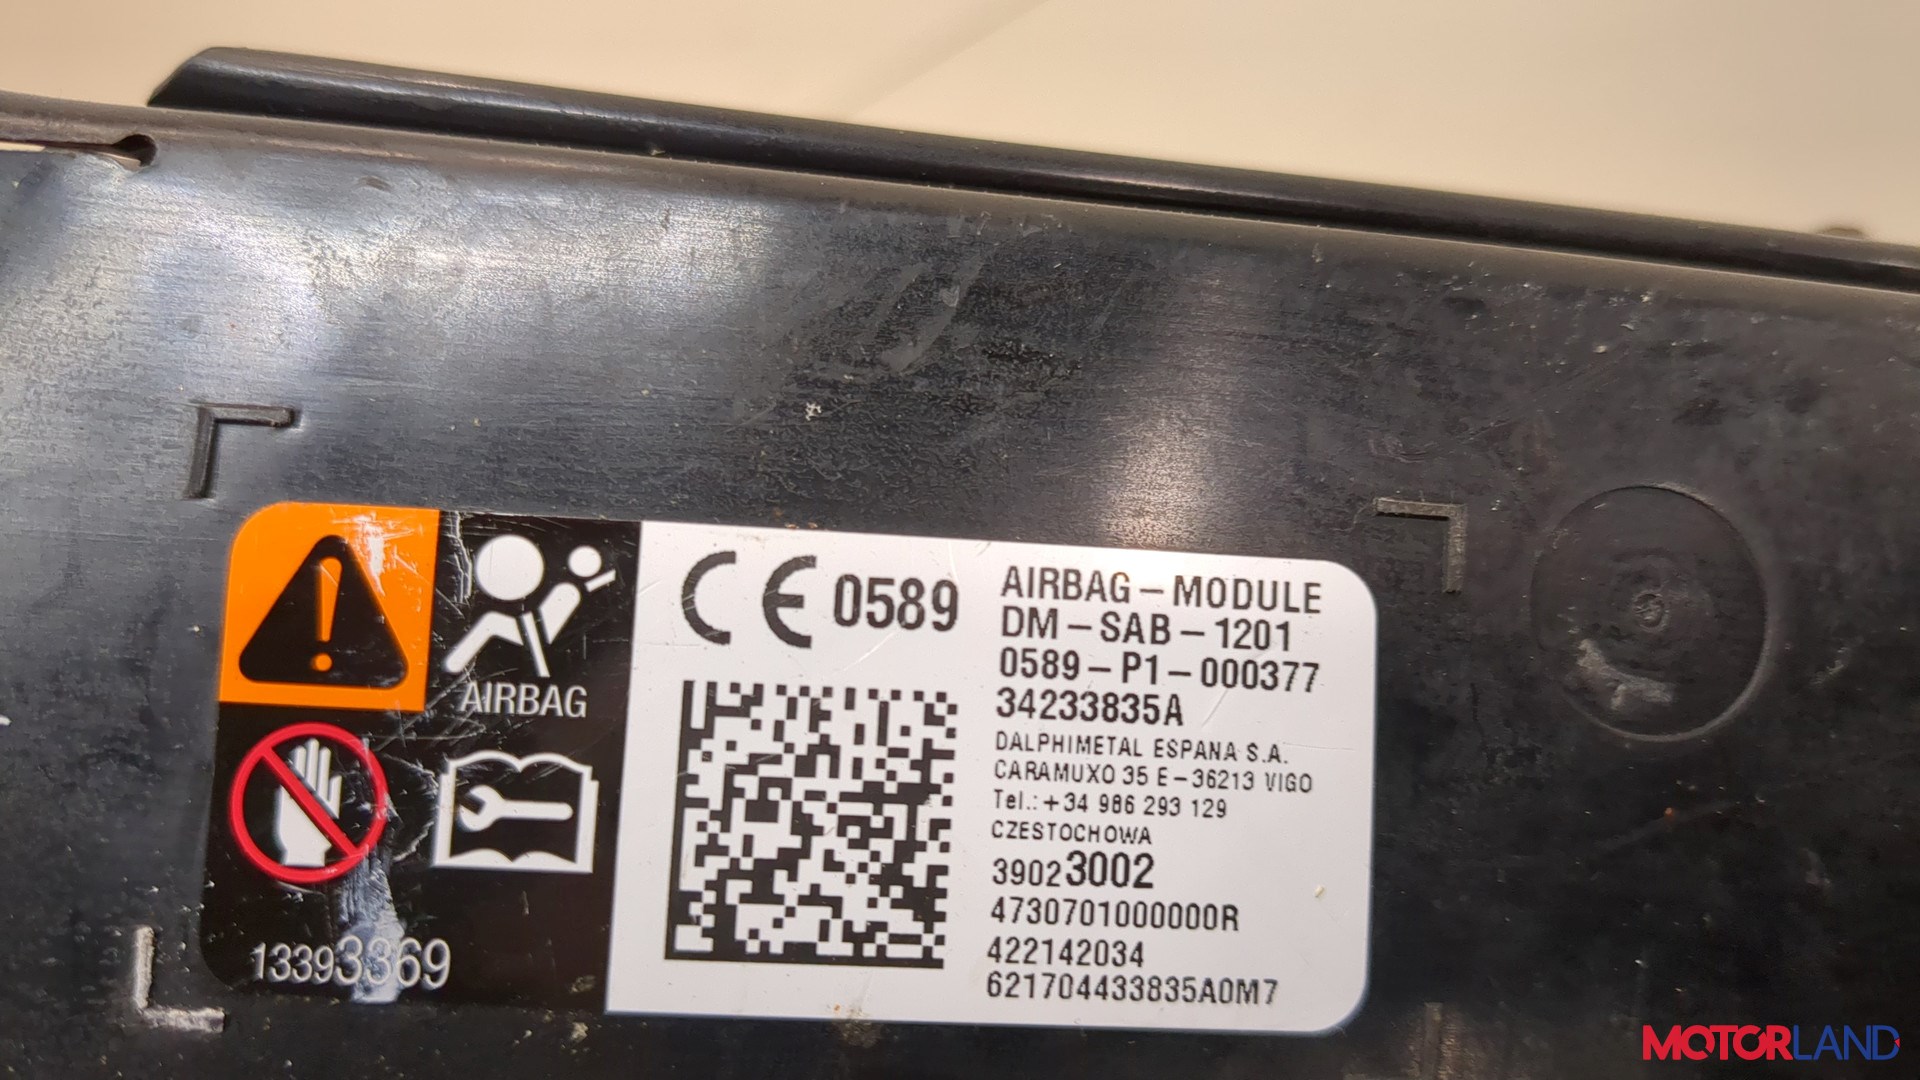 AIRBAG
13393369
CE 0589
AIRBAG-MODULE
DM-SAB-1201
0589-P1-000377
34233835A
DALPHIMETAL ESPANA S.A.
CARAMUXO 35 E-36213 VIGO
Tel.: +34 986 293 129
CZESTOCHOWA
39023002
4730701000000R
422142034
621704433835A0M7
MOTORLAND